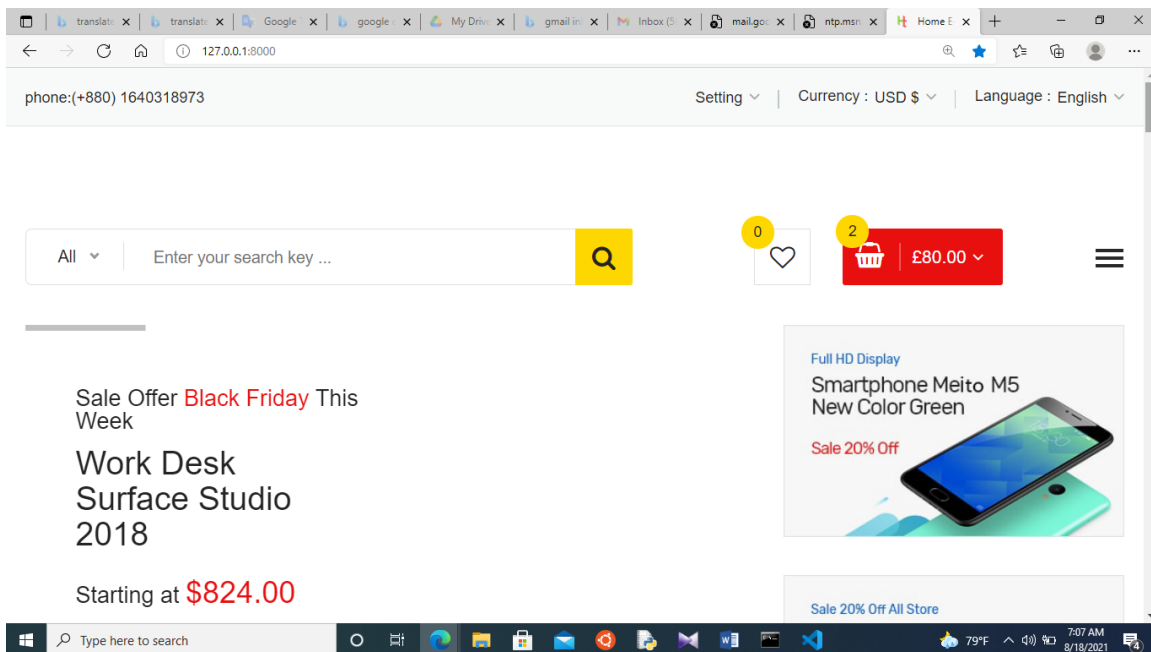 translate
translate
Google
google
My Drive
gmail in
Inbox (5
mail.goo
ntp.msn
Home E
127.0.0.1:8000
phone:(+880) 1640318973
Setting
Currency : USD $
Language : English
All
Enter your search key ...
0
2
£80.00
Sale Offer Black Friday This
Week
Work Desk
Surface Studio
2018
Starting at $824.00
Full HD Display
Smartphone Meito M5
New Color Green
Sale 20% Off
Sale 20% Off All Store
Type here to search
79°F
7:07 AM
8/18/2021
4